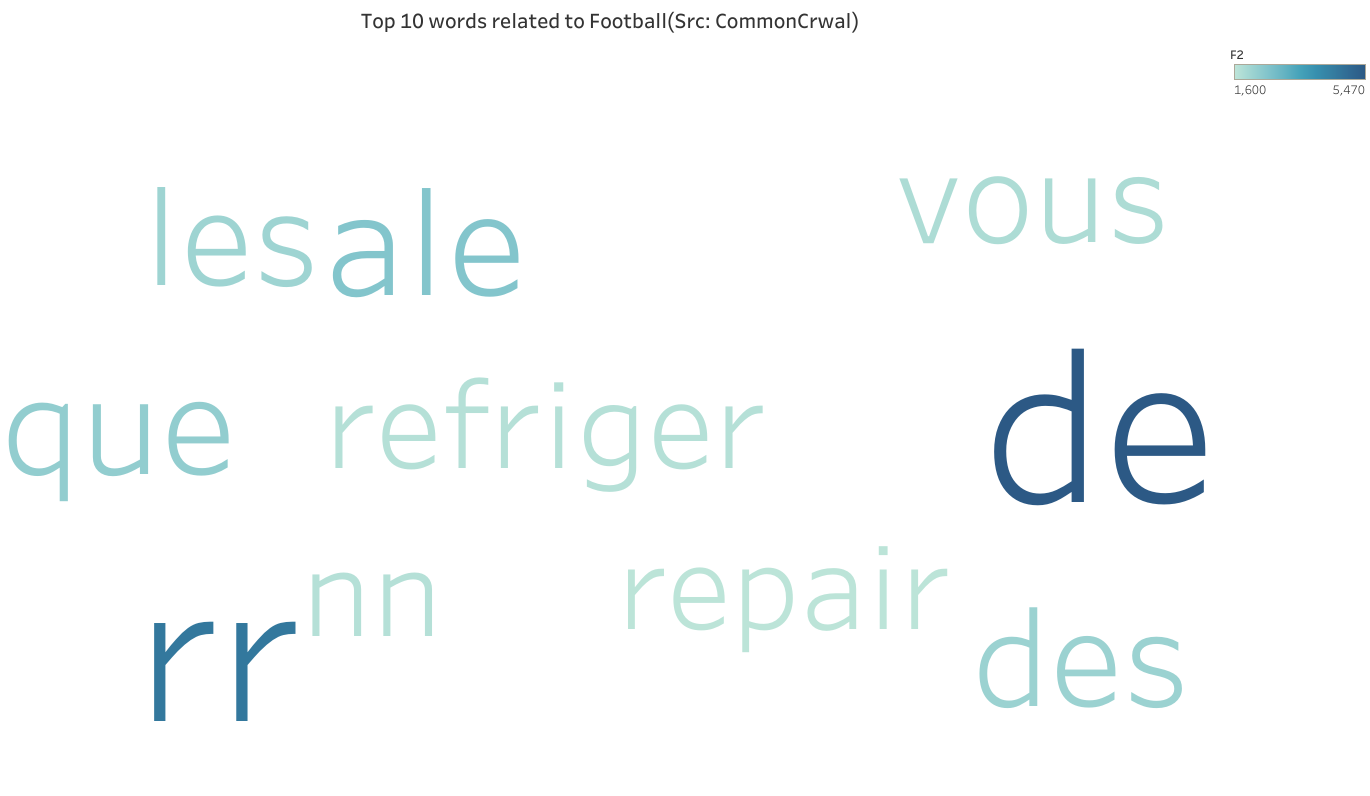 Top 10 words related to Football(Src: CommonCrwal)
F2
1,600 5,470
vous
les ale
que refriger de
nn repair
rr des